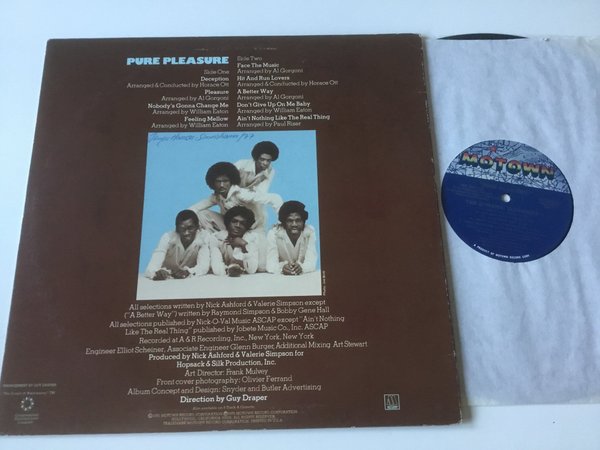 PURE PLEASURE
Side One
Deception
Arranged & Conducted by Horace Ott
Pleasure
Arranged by Al Gorgoni
Nobody's Gonna Change Me
Arranged by William Eaton
Feeling Mellow
Arranged by William Eaton
Side Two
Face The Music
Arranged by Al Gorgoni
Hit And Run Lovers
Arranged & Conducted by Horace Ott
A Better Way
Don't Give Up On Me Baby
Arranged by William Eaton
Ain't Nothing Like The Real Thing
Arranged by Paul Riser
All selections written by Nick Ashford & Valerie Simpson except
("A Better Way") written by Raymond Simpson & Bobby Gene Hall
All selections published by Nick-O-Val Music ASCAP except "Ain't Nothing
Like The Real Thing" published by Jobete Music Co., Inc. ASCAP
Recorded at A & R Recording, Inc., New York, New York
Engineer Elliot Scheiner, Associate Engineer Glenn Burger, Additional Mixing Art Stewart
Produced by Nick Ashford & Valerie Simpson for
Hopsack & Silk Production, Inc.
Art Director: Frank Mulvey
Front cover photography: Olivier Ferrand
Album Concept and Design: Snyder and Butler Advertising
Direction by Guy Draper
Also available on 8 Track & Cassette
MOTOWN